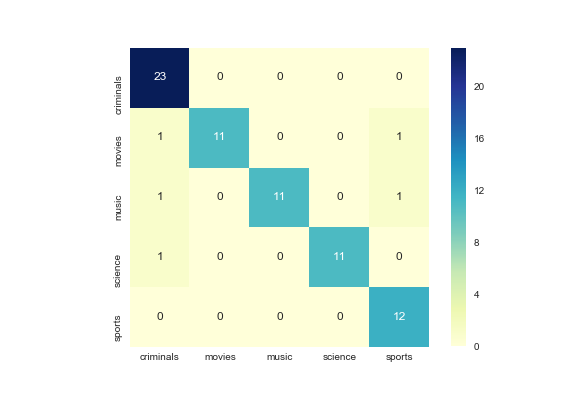 criminals 23 0 0 0 0
movies 1 11 0 0 1
music 1 0 11 0 1
science 1 0 0 11 0
sports 0 0 0 0 12
criminals movies music science sports
20
16
12
8
4
0